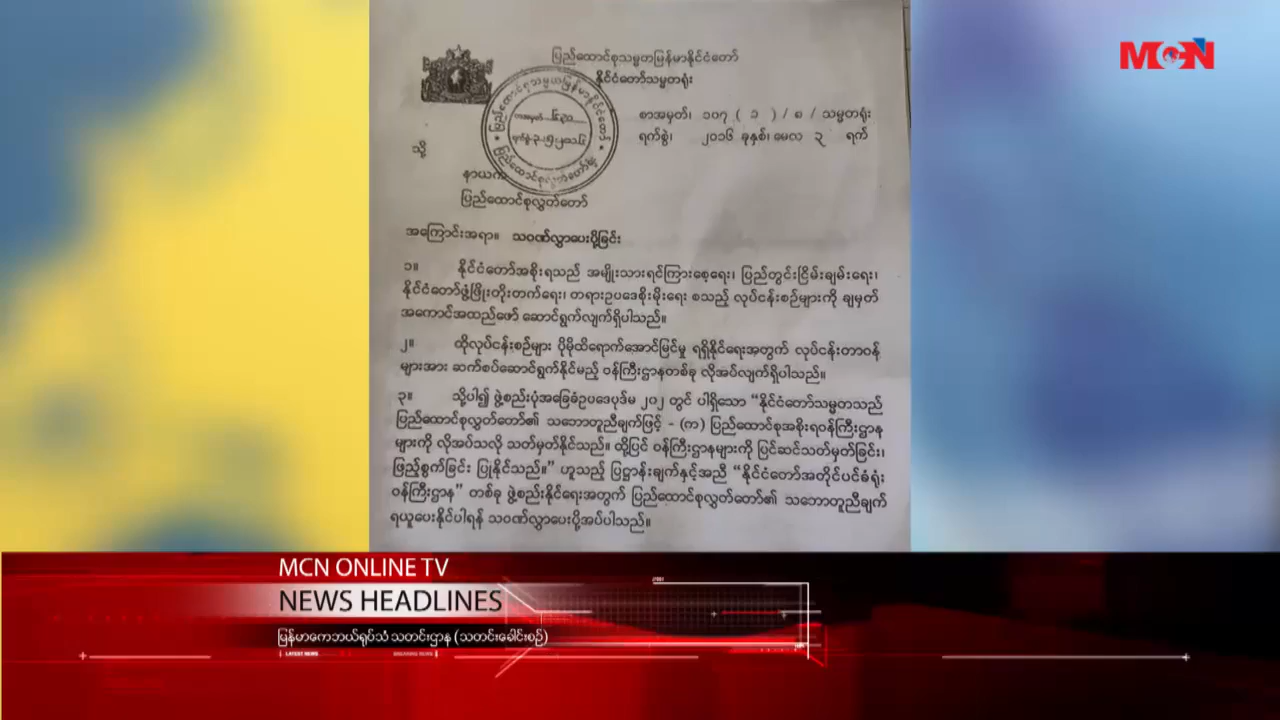 MCN
ပြည်ထောင်စုသမ္မတမြန်မာနိုင်ငံတော်
နိုင်ငံတော်သမ္မတရုံး
စာအမှတ်၊ ၁၀၇ ( ၁ ) / ၈ / သမ္မတရုံး
ရက်စွဲ၊ ၂၀၁၆ ခုနှစ်၊ မေလ ၃ ရက်
သို့
နာယက
ပြည်ထောင်စုလွှတ်တော်
အကြောင်းအရာ။ သဝဏ်လွှာပေးပို့ခြင်း
၁။ နိုင်ငံတော်အစိုးရသည် အမျိုးသားရင်ကြားစေ့ရေး၊ ပြည်တွင်းငြိမ်းချမ်းရေး၊
နိုင်ငံတော်ဖွံ့ဖြိုးတိုးတက်ရေး၊ တရားဥပဒေစိုးမိုးရေး စသည့် လုပ်ငန်းစဉ်များကို ချမှတ်
အကောင်အထည်ဖော် ဆောင်ရွက်လျက်ရှိပါသည်။
၂။ ထိုလုပ်ငန်းစဉ်များ ပိုမိုထိရောက်အောင်မြင်မှု ရရှိနိုင်ရေးအတွက် လုပ်ငန်းတာဝန်
များအား ဆက်စပ်ဆောင်ရွက်နိုင်မည့် ဝန်ကြီးဌာနတစ်ခု လိုအပ်လျက်ရှိပါသည်။
၃။ သို့ပါ၍ ဖွဲ့စည်းပုံအခြေခံဥပဒေပုဒ်မ ၂၀၂ တွင် ပါရှိသော “နိုင်ငံတော်သမ္မတသည်
ပြည်ထောင်စုလွှတ်တော်၏ သဘောတူညီချက်ဖြင့် - (က) ပြည်ထောင်စုအစိုးရဝန်ကြီးဌာန
များကို လိုအပ်သလို သတ်မှတ်နိုင်သည်။ ထို့ပြင် ဝန်ကြီးဌာနများကို ပြင်ဆင်သတ်မှတ်ခြင်း၊
ဖြည့်စွက်ခြင်း ပြုနိုင်သည်။” ဟူသည့် ပြဋ္ဌာန်းချက်နှင့်အညီ “နိုင်ငံတော်အတိုင်ပင်ခံရုံး
ဝန်ကြီးဌာန” တစ်ခု ဖွဲ့စည်းနိုင်ရေးအတွက် ပြည်ထောင်စုလွှတ်တော်၏ သဘောတူညီချက်
ရယူပေးနိုင်ပါရန် သဝဏ်လွှာပေးပို့အပ်ပါသည်။
MCN ONLINE TV
NEWS HEADLINES
မြန်မာကေဘယ်ရုပ်သံ သတင်းဌာန (သတင်းခေါင်းစဉ်)
LATEST NEWS BREAKING NEWS